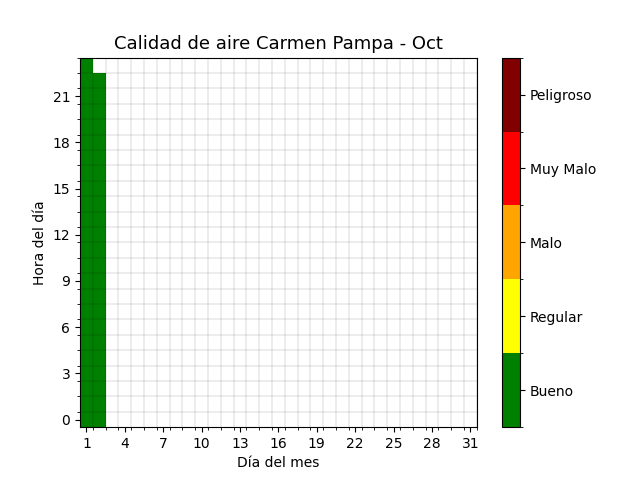 Calidad de aire Carmen Pampa - Oct
Hora del día
21
18
15
12
9
6
3
0
1 4 7 10 13 16 19 22 25 28 31
Día del mes
Peligroso
Muy Malo
Malo
Regular
Bueno